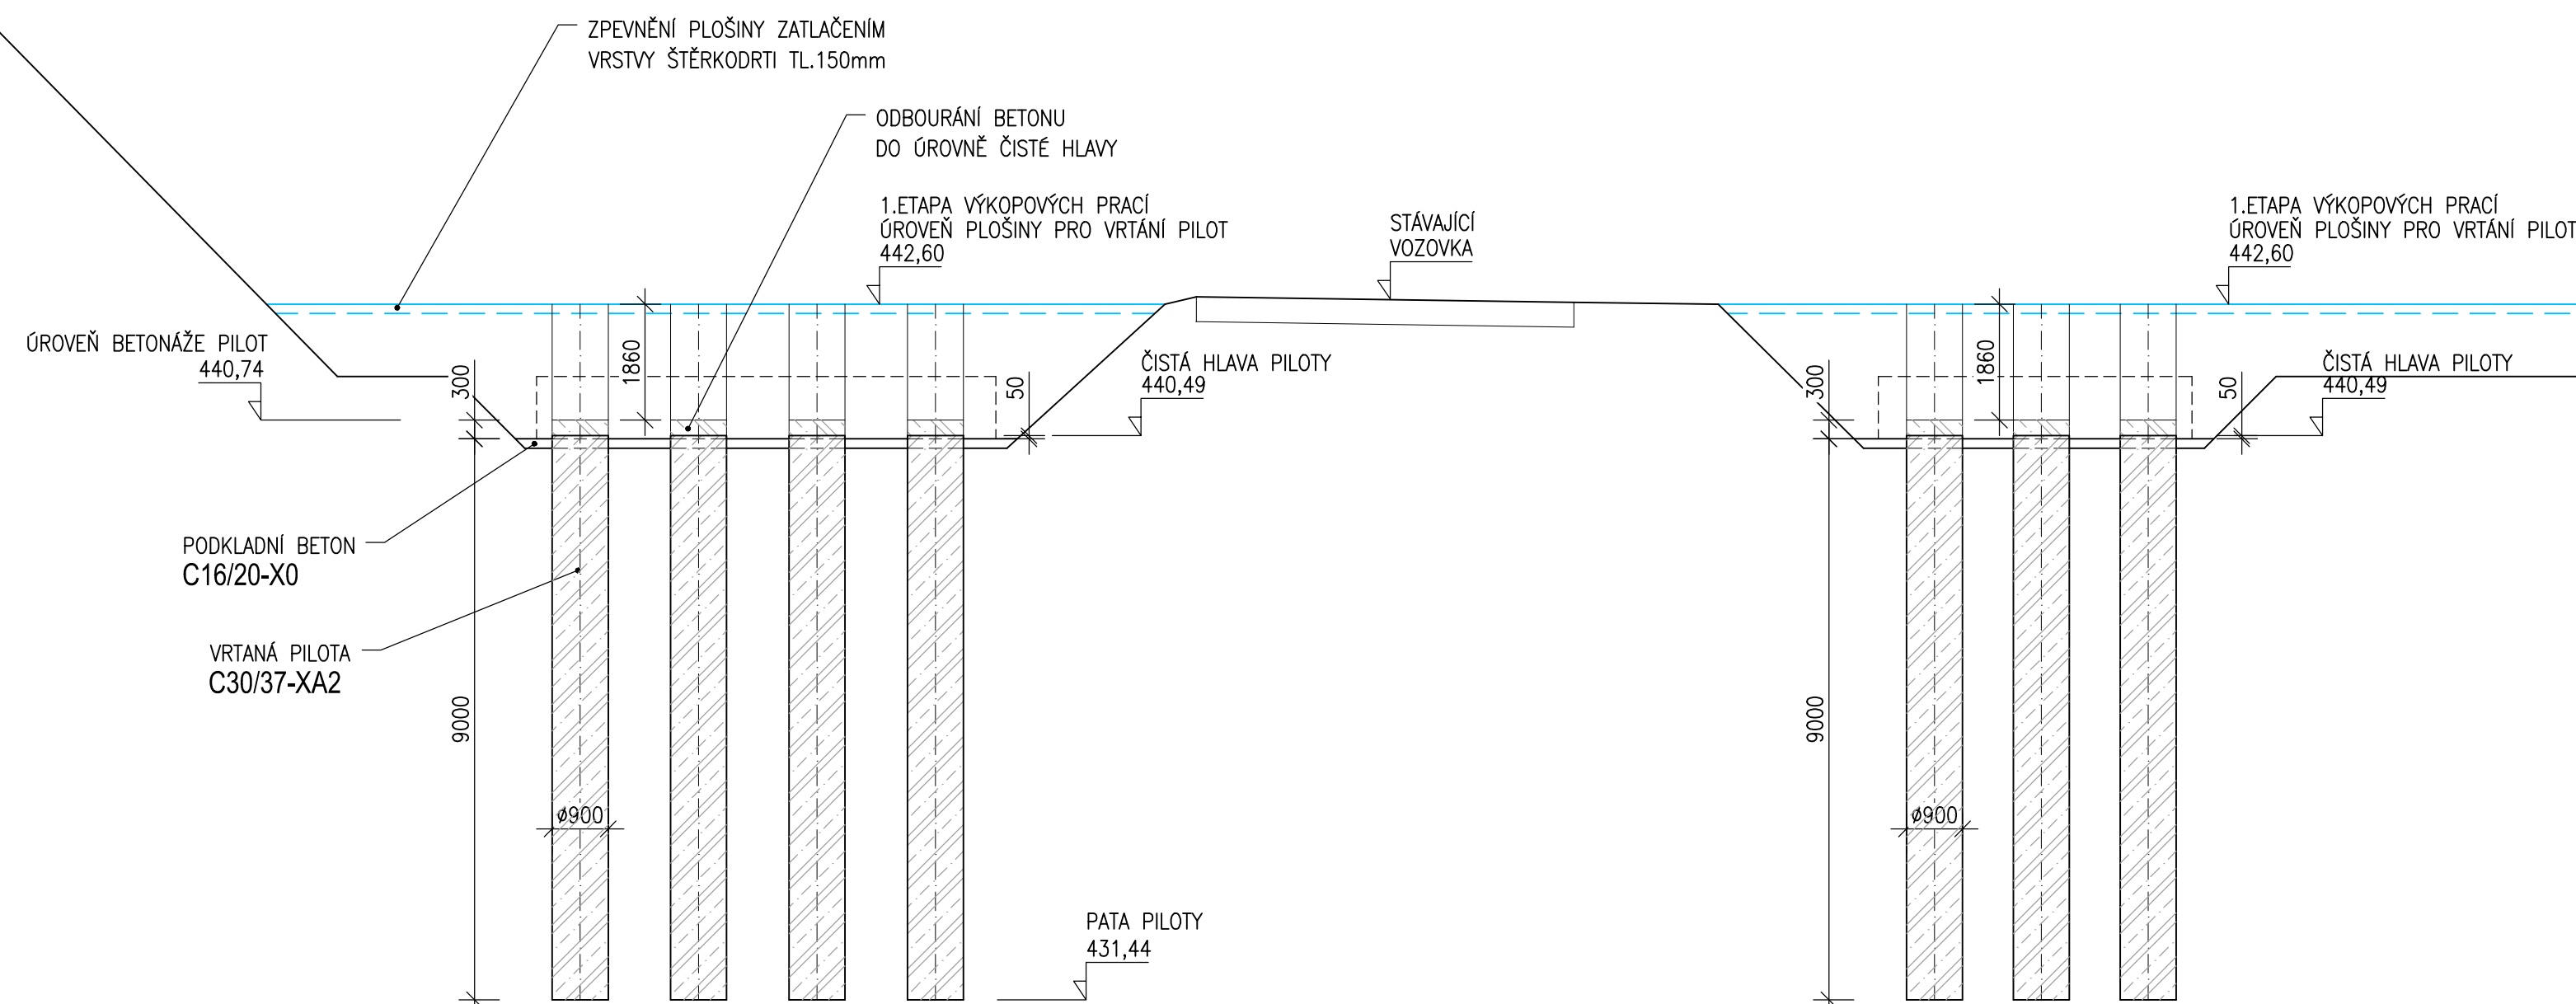 ZPEVNĚNÍ PLOŠINY ZATLAČENÍM
VRSTVY ŠTĚRKODRTI TL.150mm
ODBOURÁNÍ BETONU
DO ÚROVNĚ ČISTÉ HLAVY
1.ETAPA VÝKOPOVÝCH PRACÍ
ÚROVEŇ PLOŠINY PRO VRTÁNÍ PILOT
442,60
STÁVAJÍCÍ
VOZOVKA
1.ETAPA VÝKOPOVÝCH PRACÍ
ÚROVEŇ PLOŠINY PRO VRTÁNÍ PILOT
442,60
ÚROVEŇ BETONÁŽE PILOT
440,74
300
1860
50
ČISTÁ HLAVA PILOTY
440,49
300
1860
50
ČISTÁ HLAVA PILOTY
440,49
PODKLADNÍ BETON
C16/20-X0
VRTANÁ PILOTA
C30/37-XA2
9000
ø900
9000
ø900
PATA PILOTY
431,44